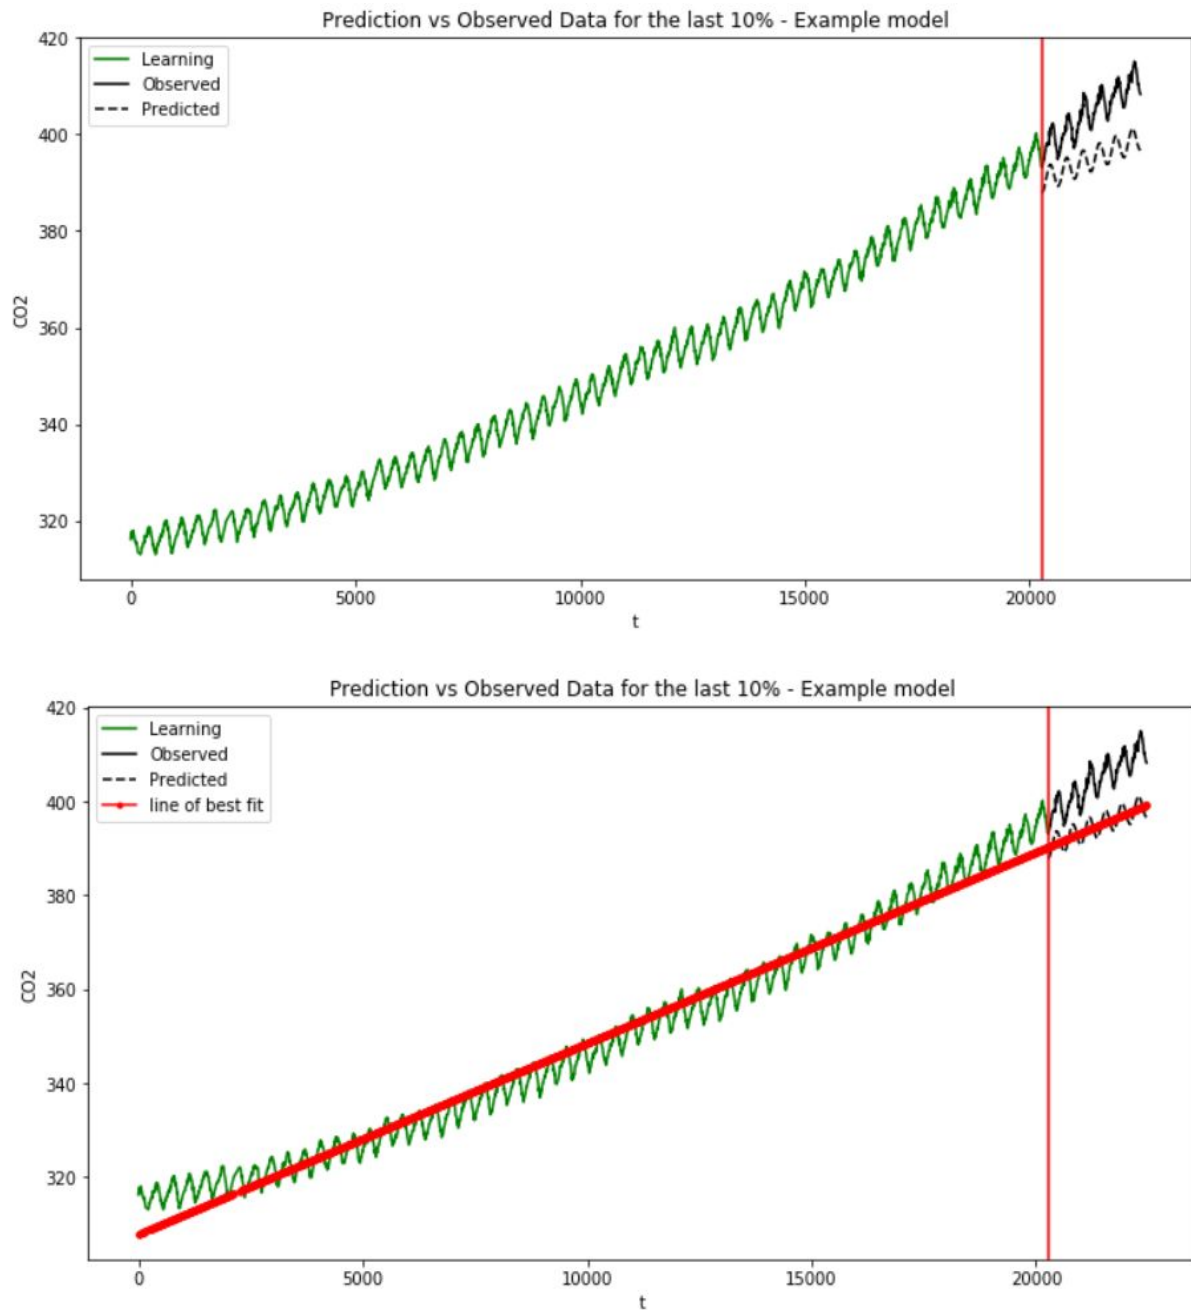 Prediction vs Observed Data for the last 10% - Example model
420
Learning
Observed
Predicted
400
380
CO2
360
340
320
0 5000 10000 15000 20000
t
Prediction vs Observed Data for the last 10% - Example model
420
Learning
Observed
Predicted
line of best fit
400
380
CO2
360
340
320
0 5000 10000 15000 20000
t